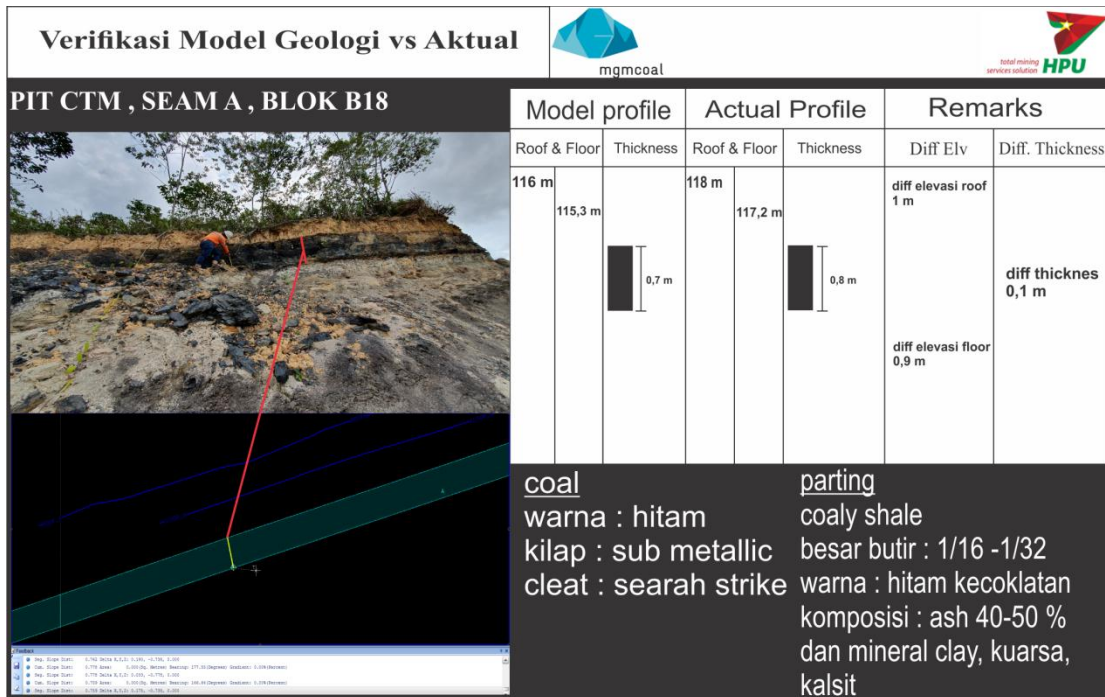 Verifikasi Model Geologi vs Aktual
mgmcoal
total mining
services solution HPU
PIT CTM , SEAM A , BLOK B18
Model profile
Actual Profile
Remarks
Roof & Floor
Thickness
Roof & Floor
Thickness
Diff Elv
Diff. Thickness
116 m
115,3 m
0,7 m
118 m
117,2 m
0,8 m
diff elevasi roof
1 m
diff elevasi floor
0,9 m
diff thicknes
0,1 m
coal
warna : hitam
kilap : sub metallic
cleat : searah strike
parting
coaly shale
besar butir : 1/16 -1/32
warna : hitam kecoklatan
komposisi : ash 40-50 %
dan mineral clay, kuarsa,
kalsit
Feedback